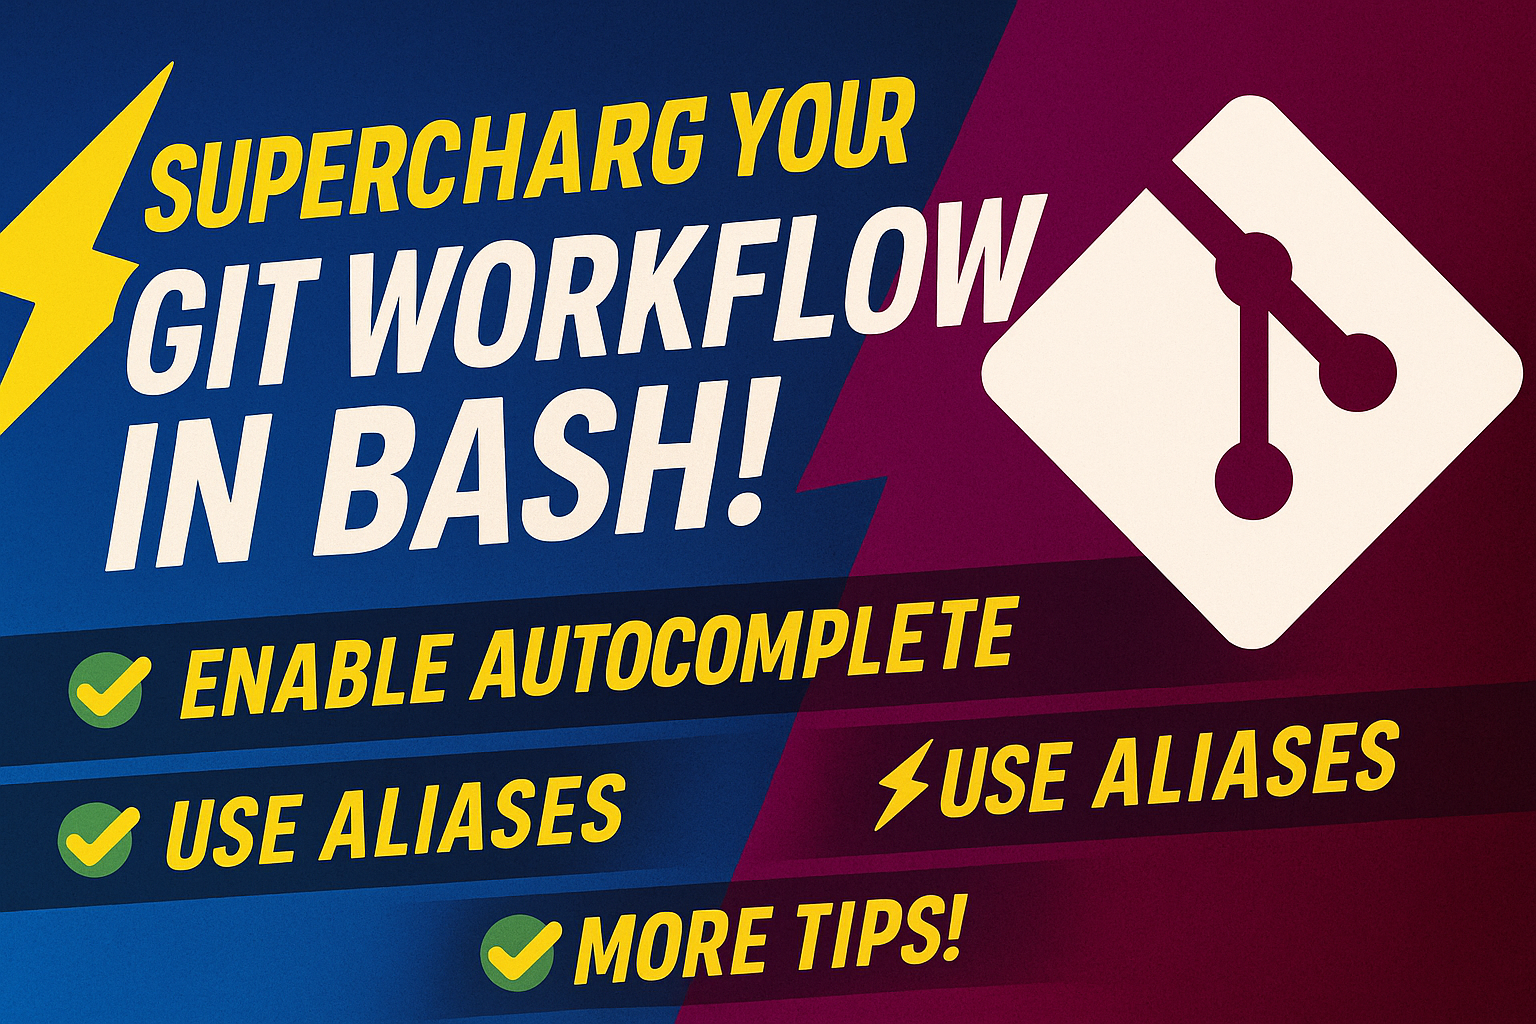 SUPERCHARG YOUR
GIT WORKFLOW
IN BASH!
ENABLE AUTOCOMPLETE
USE ALIASES
USE ALIASES
MORE TIPS!